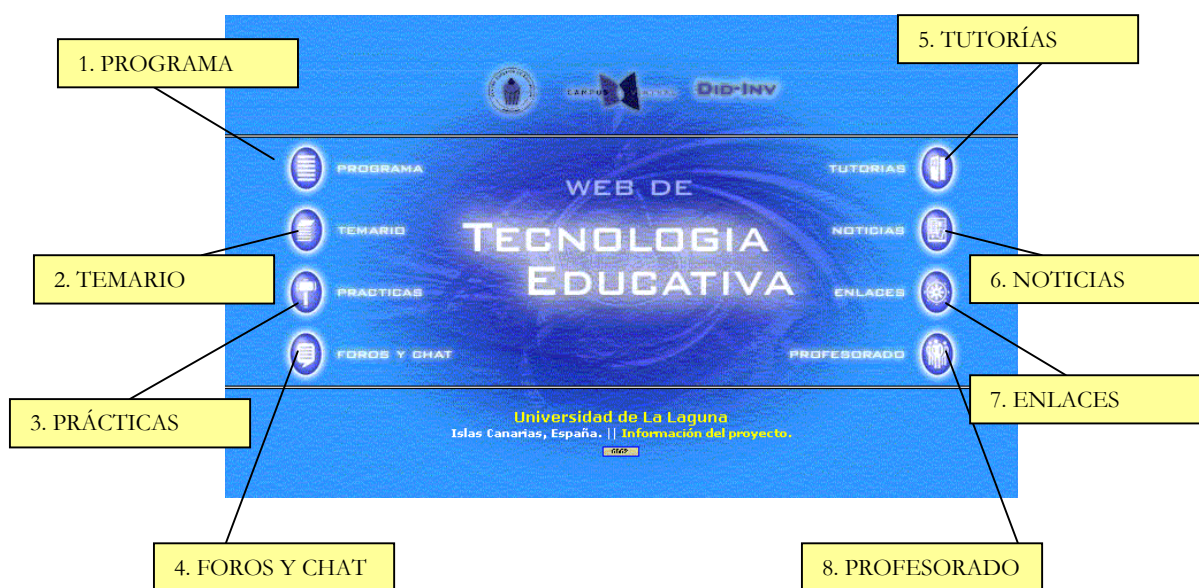 5. TUTORÍAS
1. PROGRAMA
CAMPUS VIRTUAL
DID-INV
PROGRAMA
TUTORIAS
WEB DE
TEMARIO
TECNOLOGIA
NOTICIAS
2. TEMARIO
6. NOTICIAS
EDUCATIVA
PRACTICAS
ENLACES
FOROS Y CHAT
PROFESORADO
3. PRÁCTICAS
7. ENLACES
Universidad de La Laguna
Islas Canarias, España. || Información del proyecto.
4. FOROS Y CHAT
8. PROFESORADO